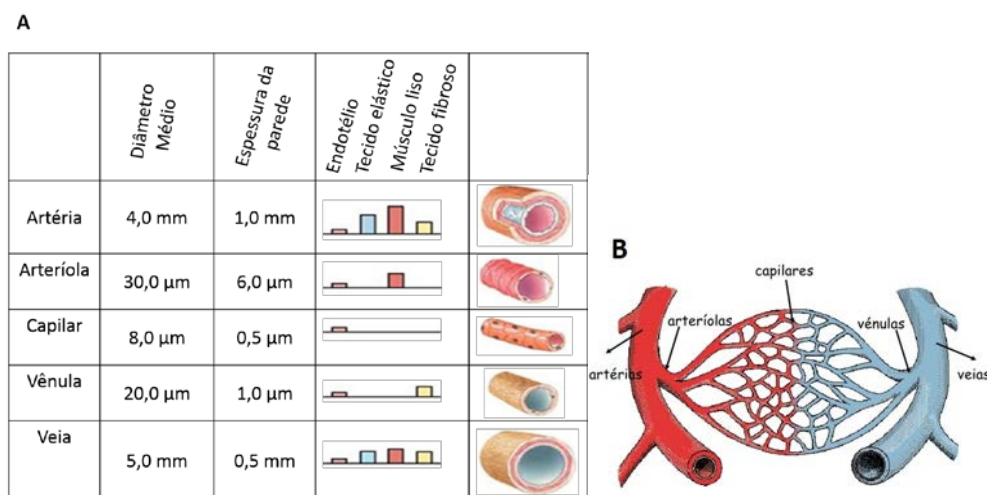 A
Diâmetro
Médio
Espessura da
parede
Endotélio
Tecido elástico
Músculo liso
Tecido fibroso
Artéria
4,0 mm
1,0 mm
Arteríola
30,0 μm
6,0 μm
Capilar
8,0 μm
0,5 μm
Vênula
20,0 μm
1,0 μm
Veia
5,0 mm
0,5 mm
B
capilares
arteríolas
vénulas
artérias
veias